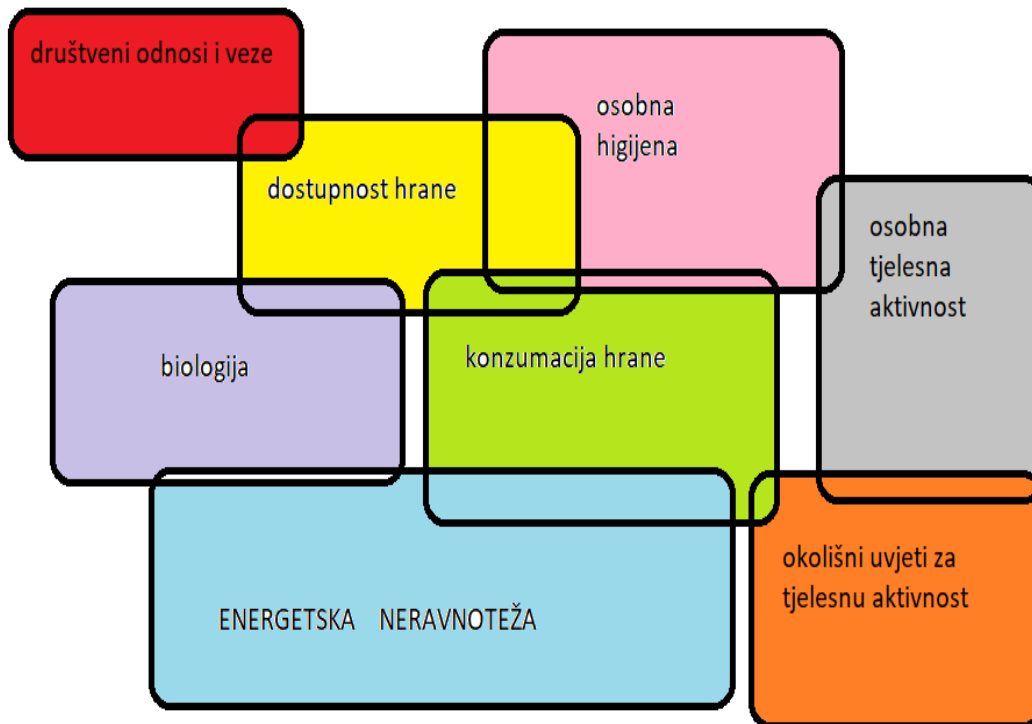 društveni odnosi i veze
osobna
higijena
dostupnost hrane
osobna
tjelesna
aktivnost
biologija
konzumacija hrane
okolišni uvjeti za
tjelesnu aktivnost
ENERGETSKA NERAVNOTEŽA